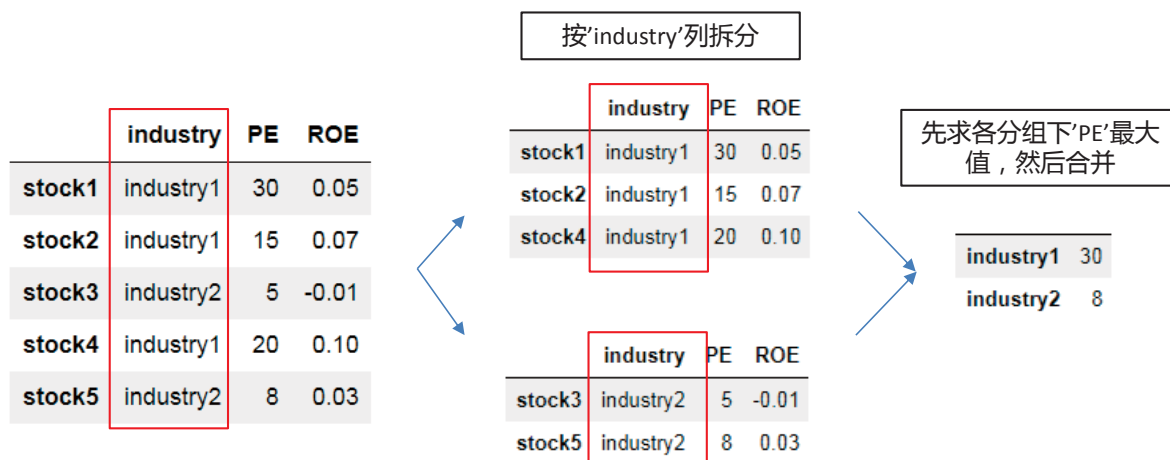 按'industry'列拆分
industry PE ROE
stock1 industry1 30 0.05
stock2 industry1 15 0.07
stock3 industry2 5 -0.01
stock4 industry1 20 0.10
stock5 industry2 8 0.03
industry PE ROE
stock1 industry1 30 0.05
stock2 industry1 15 0.07
stock4 industry1 20 0.10
industry PE ROE
stock3 industry2 5 -0.01
stock5 industry2 8 0.03
先求各分组下'PE'最大
值，然后合并
industry1 30
industry2 8